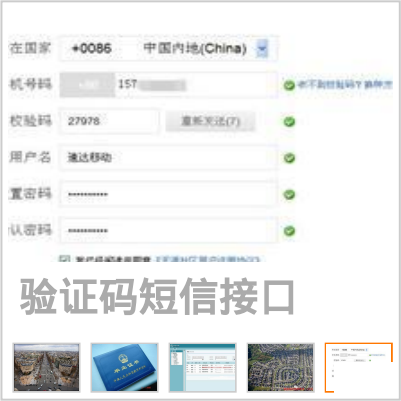 在国家 +0086 中国内地(China)
机号码 157
校验码 27978 重新发送(7)
用户名 速达移动
置密码
认密码
验证码短信接口